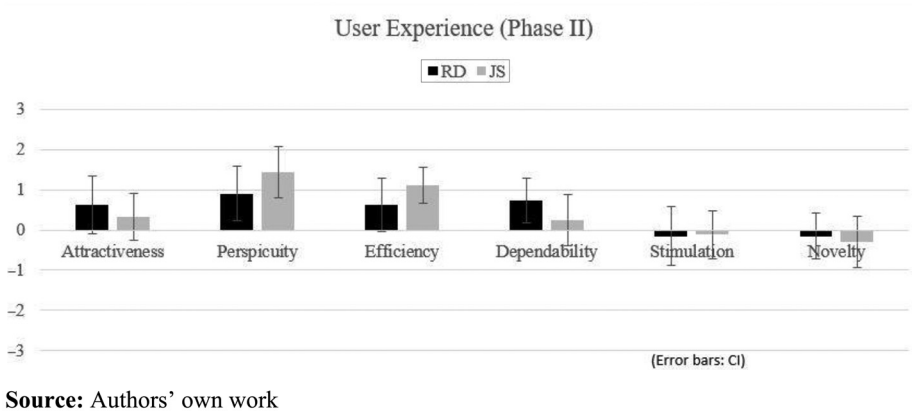 User Experience (Phase II)
RD JS
3
2
1
0
Attractiveness Perspicuity Efficiency Dependability Stimulation Novelty
–1
–2
–3
(Error bars: CI)
Source: Authors’ own work